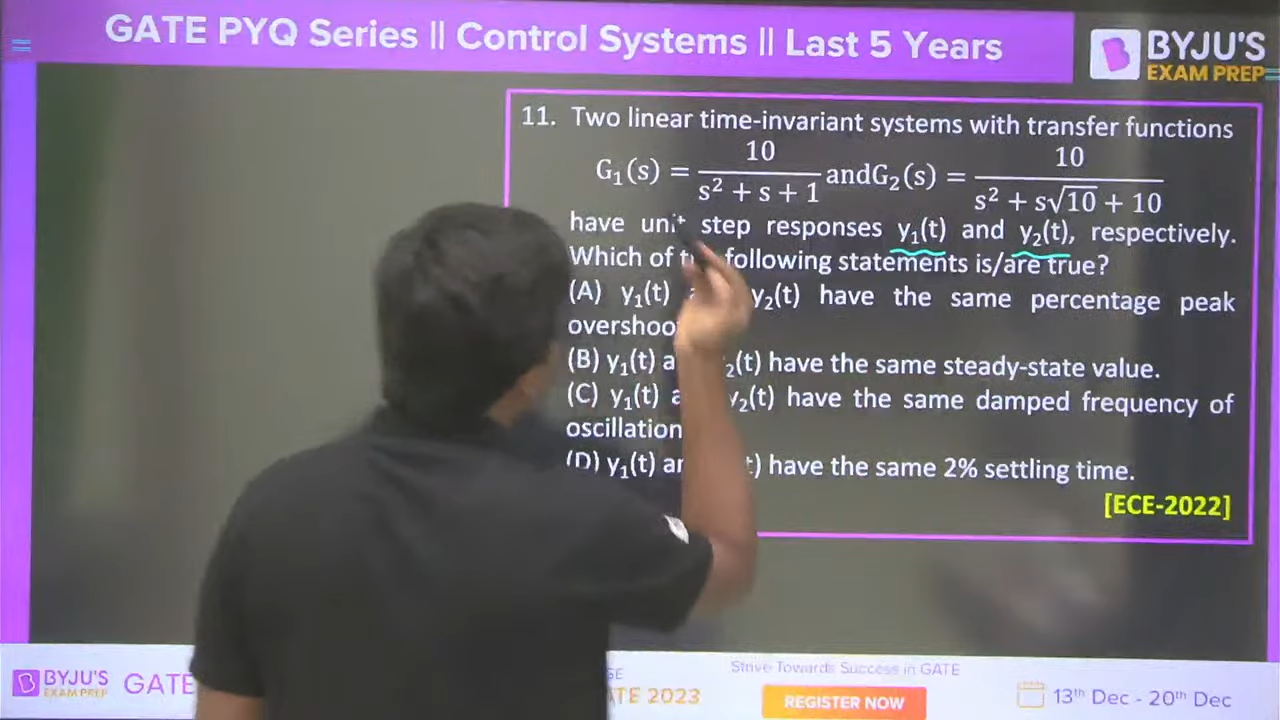 GATE PYQ Series || Control Systems || Last 5 Years
BYJU'S
EXAM PREP
11. Two linear time-invariant systems with transfer functions
G₁(s) = 10 / (s² + s + 1) and G₂(s) = 10 / (s² + s√10 + 10)
have unit step responses y₁(t) and y₂(t), respectively.
Which of following statements is/are true?
(A) y₁(t) y₂(t) have the same percentage peak
(B) y₁(t) have the same steady-state value.
(C) y₁(t) y₂(t) have the same damped frequency of
oscillation
(D) y₁(t) have the same 2% settling time.
[ECE-2022]
BYJU'S
EXAM PREP
GATE
2023
Strive Towards Success in GATE
REGISTER NOW
13th Dec - 20th Dec